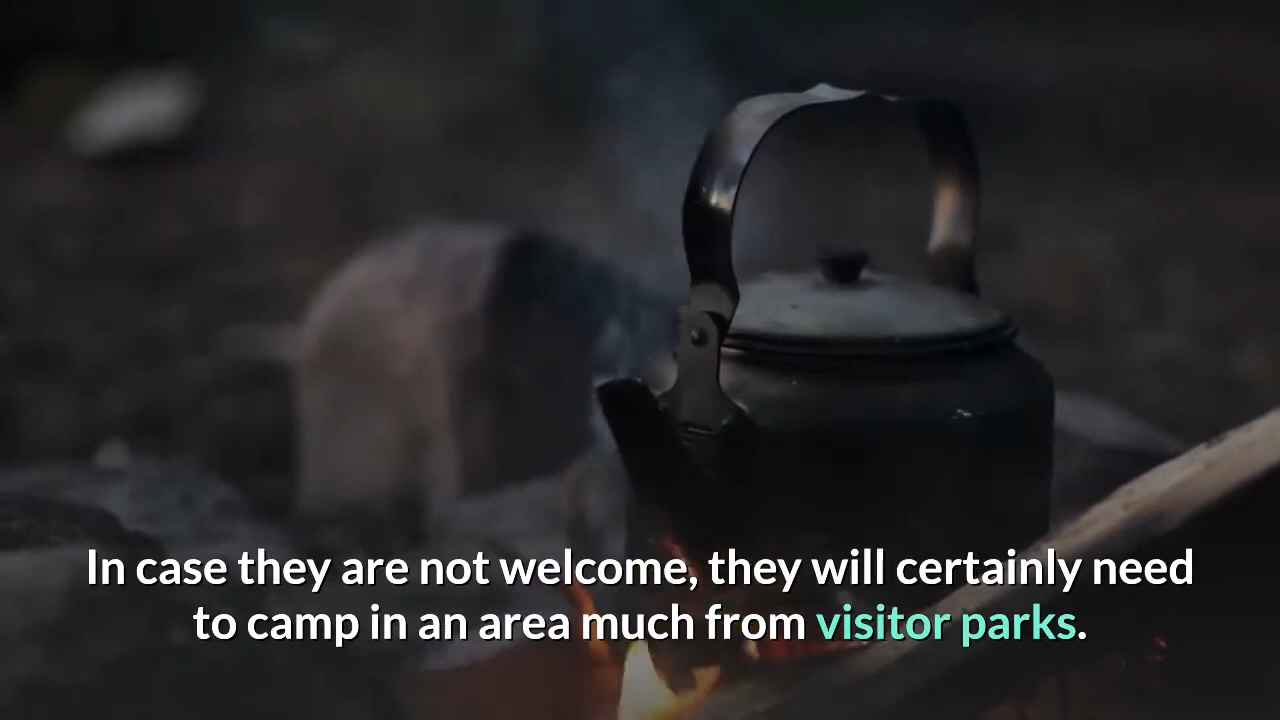 In case they are not welcome, they will certainly need
to camp in an area much from visitor parks.